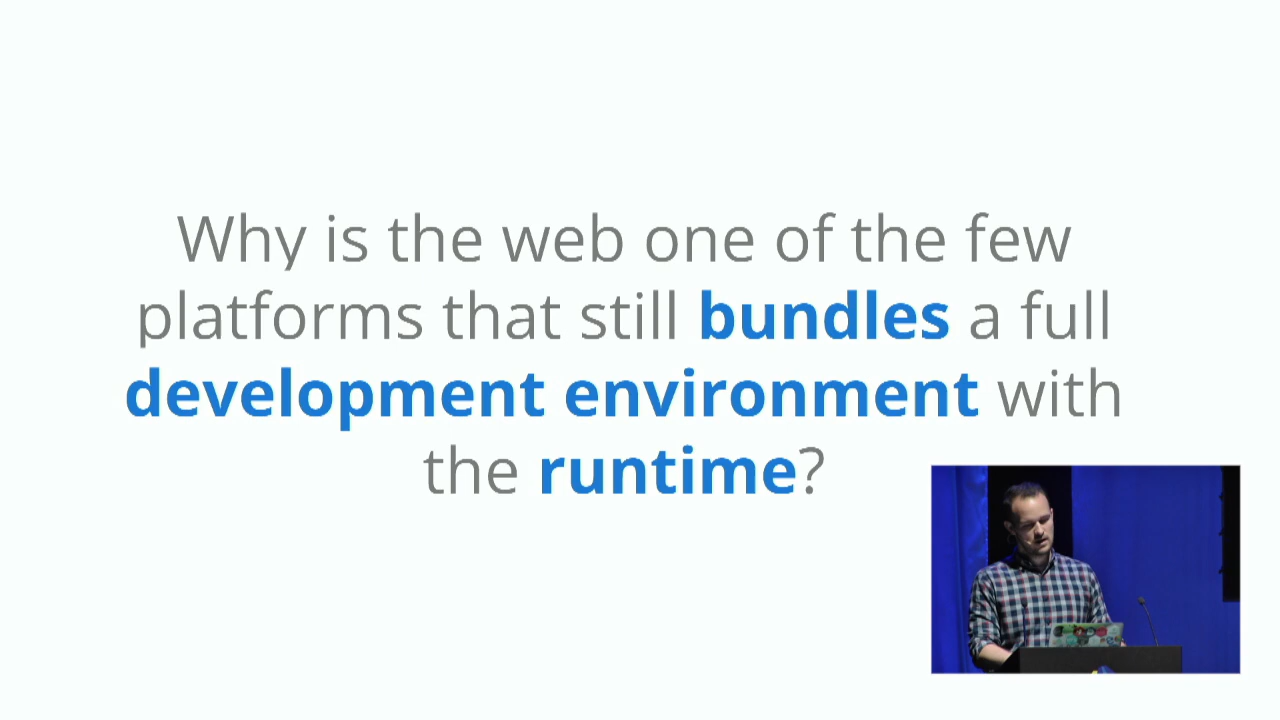 Why is the web one of the few
platforms that still bundles a full
development environment with
the runtime?